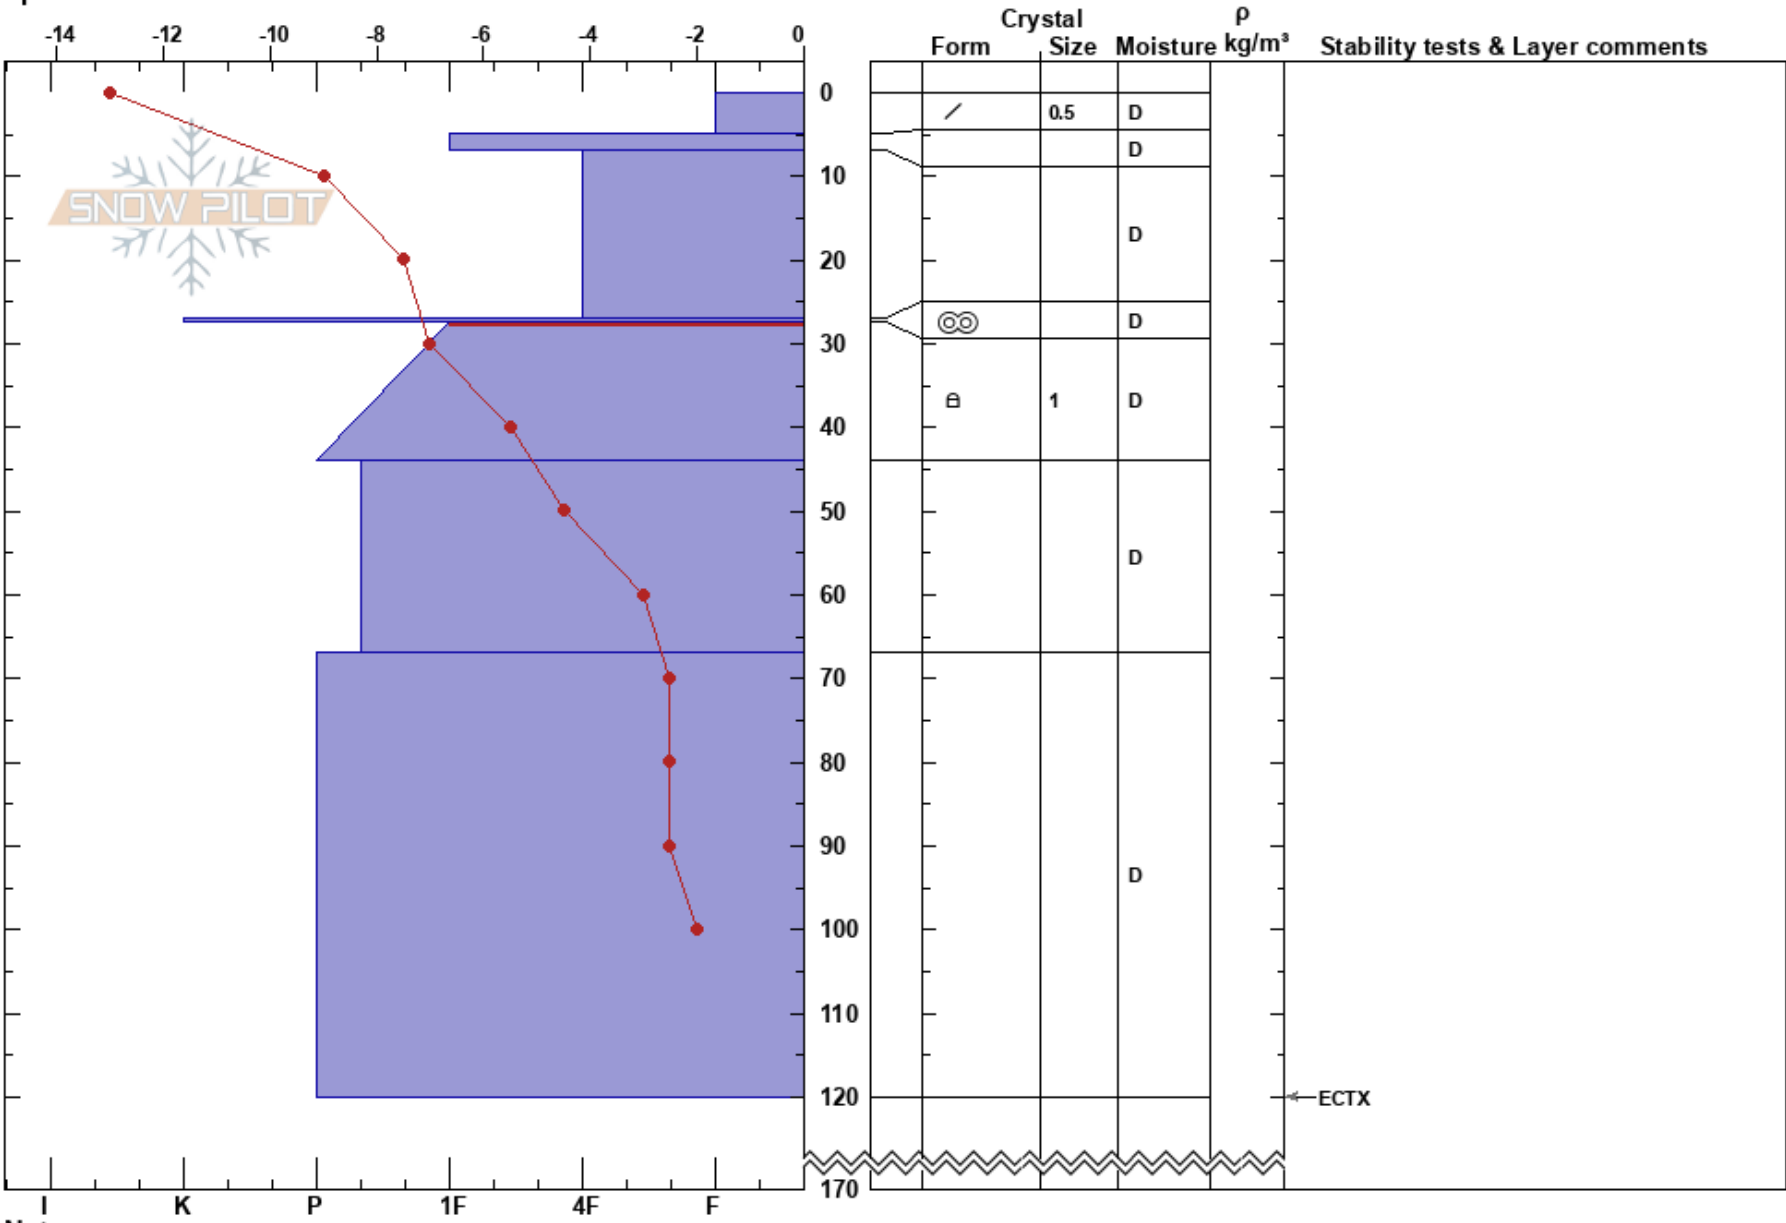 Crystal ρ
-14 -12 -10 -8 -6 -4 -2 0 Form Size Moisture kg/m³ Stability tests & Layer comments
0
0.5 D
D
10
SNOW PILOT
D
20
D
30
1 D
40
50
D
60
70
80
90
D
100
110
120 ECTX
170
I K P 1F 4F F